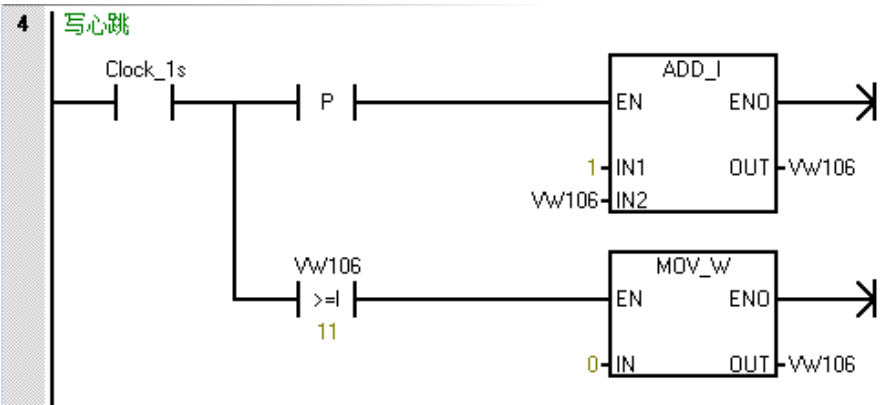 4 写心跳
Clock_1s
P
ADD_I
EN ENO
1 IN1 OUT VW106
VW106 IN2
VW106
>=I
11
MOV_W
EN ENO
0 IN OUT VW106